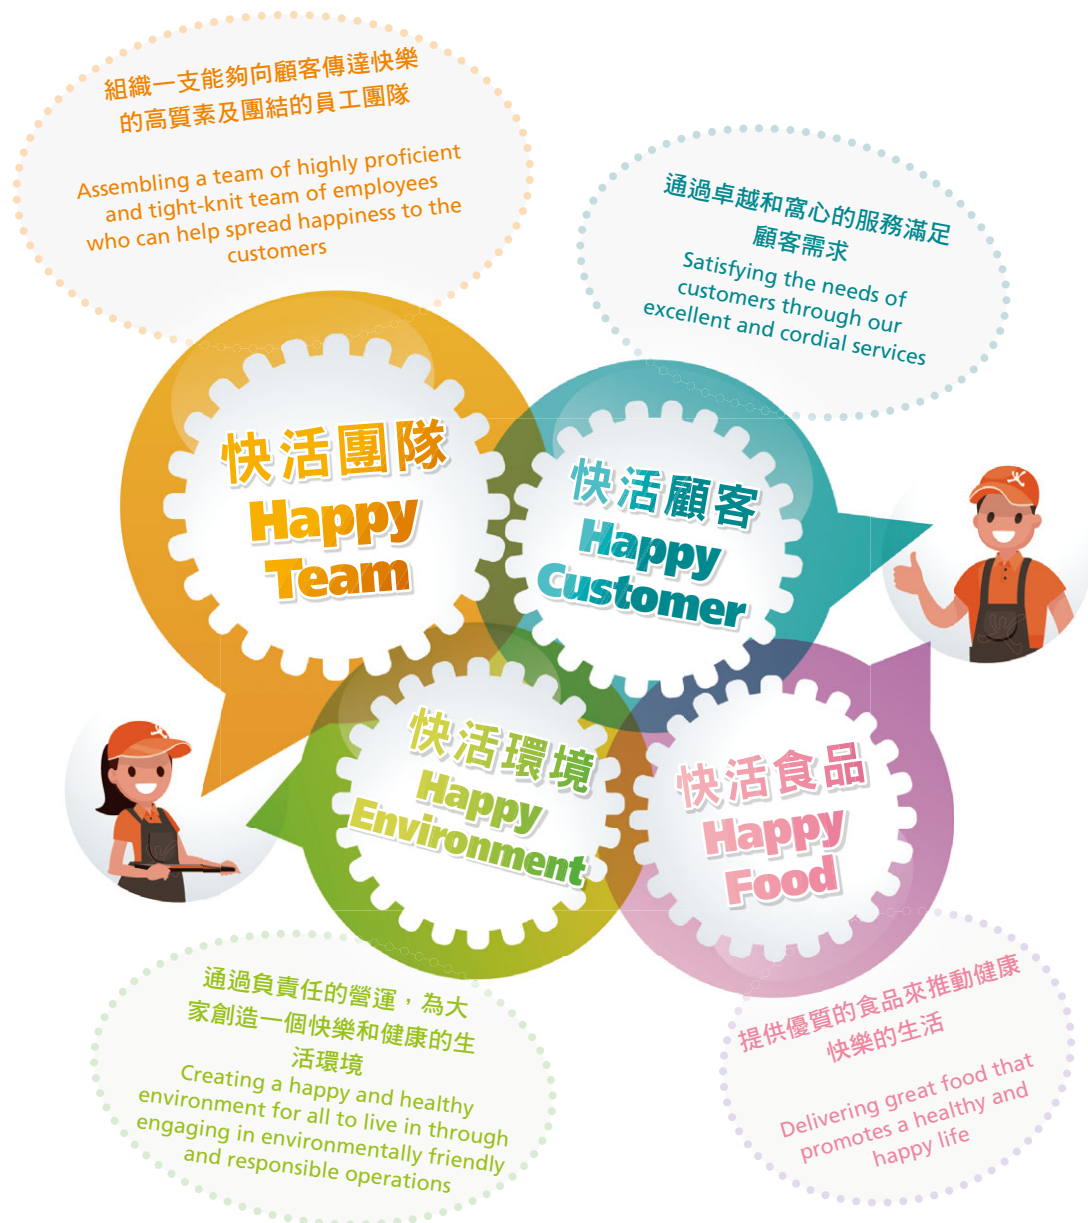 組織一支能夠向顧客傳達快樂
的高質素及團結的員工團隊
Assembling a team of highly proficient
and tight-knit team of employees
who can help spread happiness to the
customers
通過卓越和窩心的服務滿足
顧客需求
Satisfying the needs of
customers through our
excellent and cordial services
快活團隊
Happy
Team
快活顧客
Happy
Customer
快活環境
Happy
Environment
快活食品
Happy
Food
通過負責任的營運，為大
家創造一個快樂和健康的生
活環境
Creating a happy and healthy
environment for all to live in through
engaging in environmentally friendly
and responsible operations
提供優質的食品來推動健康
快樂的生活
Delivering great food that
promotes a healthy and
happy life